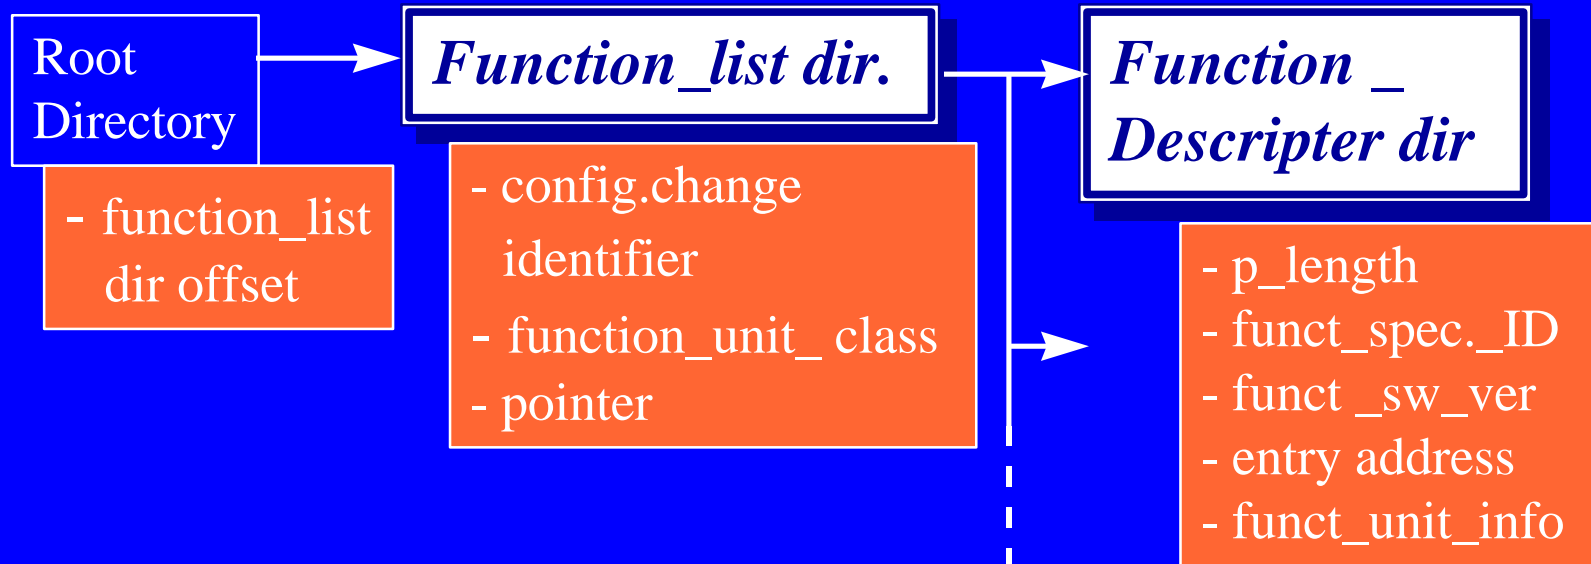 Root
Directory
- function_list
dir offset
Function_list dir.
- config.change
identifier
- function_unit_ class
- pointer
Function _
Descripter dir
- p_length
- funct_spec._ID
- funct _sw_ver
- entry address
- funct_unit_info